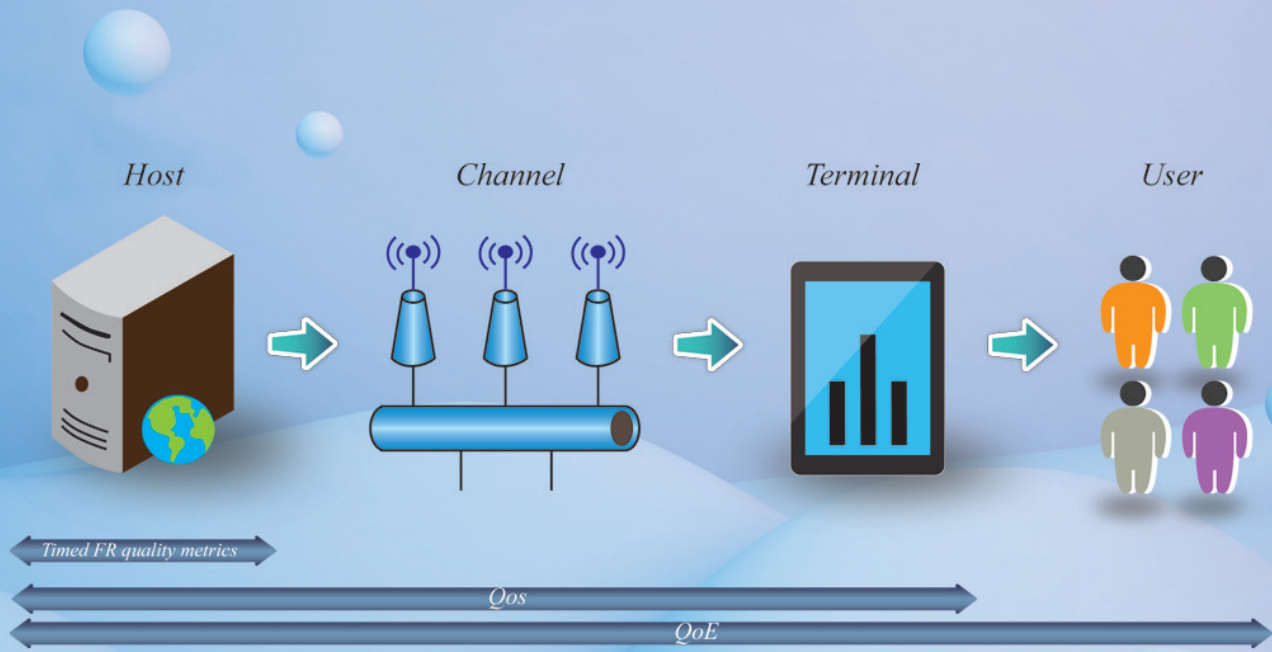 Host
Channel
Terminal
User
Timed FR quality metrics
Qos
QoE